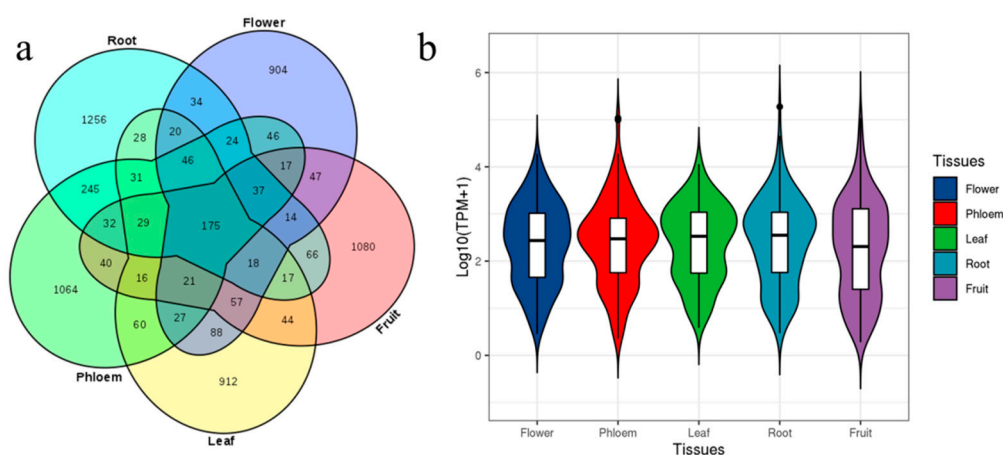 a
Flower
Root
904
1256
34
28
20
24
46
46
17
47
245
31
37
32
29
175
14
1080
40
18
66
1064
16
21
17
57
60
27
88
44
Fruit
Phloem
912
Leaf
b
6
4
2
0
Log10(TPM+1)
Flower Phloem Leaf Root Fruit
Tissues
Tissues
Flower
Phloem
Leaf
Root
Fruit